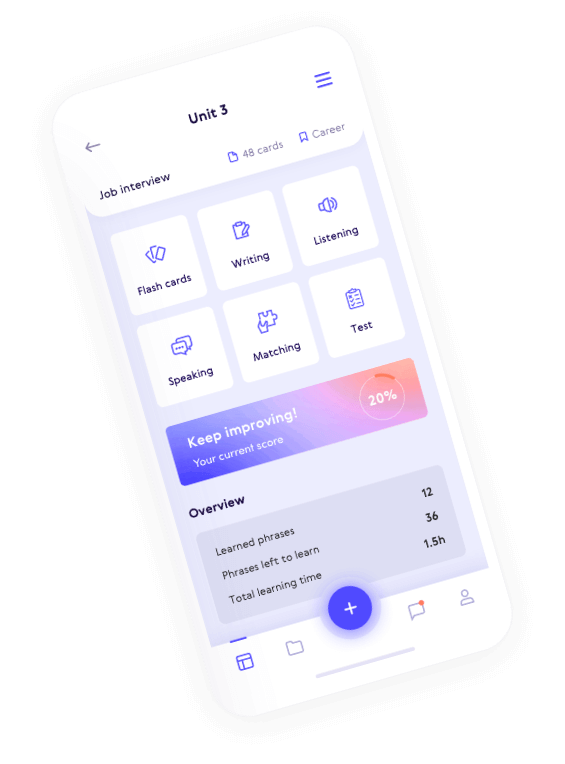 Unit 3
Job interview
48 cards
Career
Flash cards
Writing
Listening
Speaking
Matching
Test
Keep improving!
Your current score
20%
Overview
Learned phrases 12
Phrases left to learn 36
Total learning time 1.5h